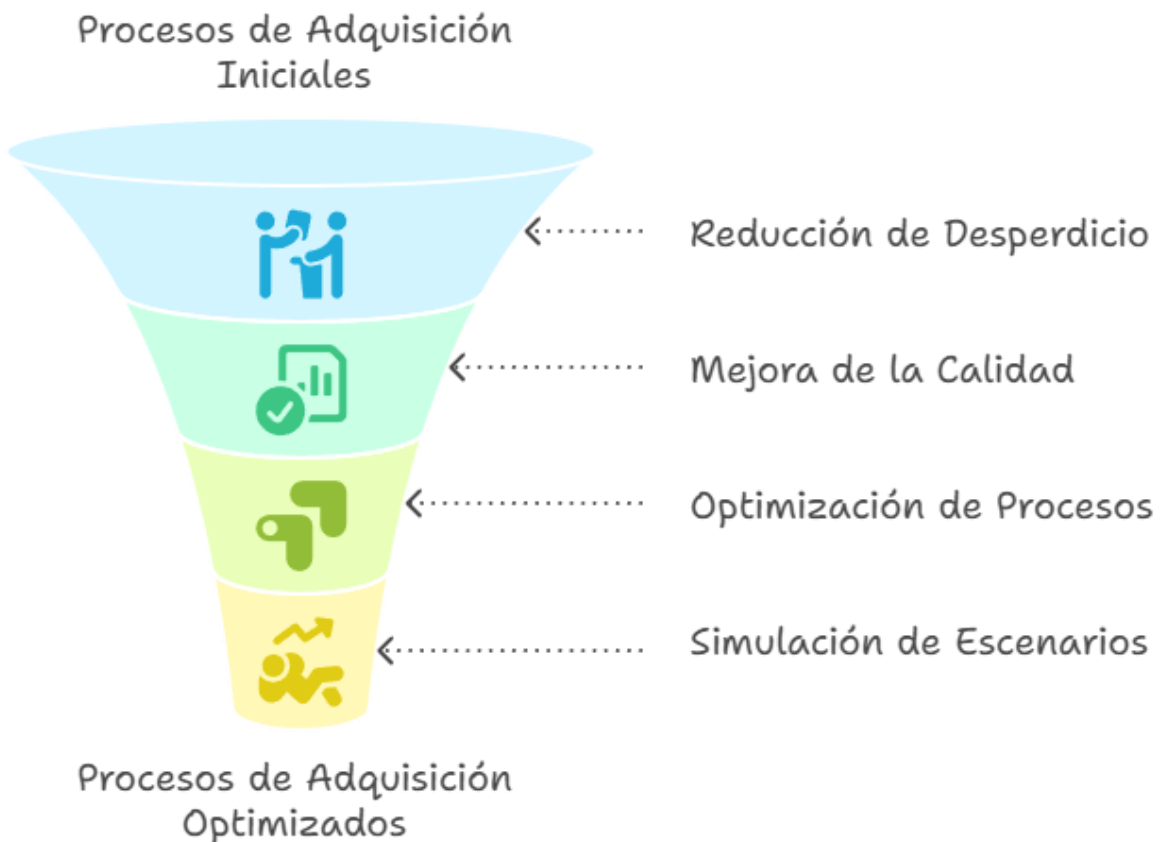 Procesos de Adquisición
Iniciales
Reducción de Desperdicio
Mejora de la Calidad
Optimización de Procesos
Simulación de Escenarios
Procesos de Adquisición
Optimizados